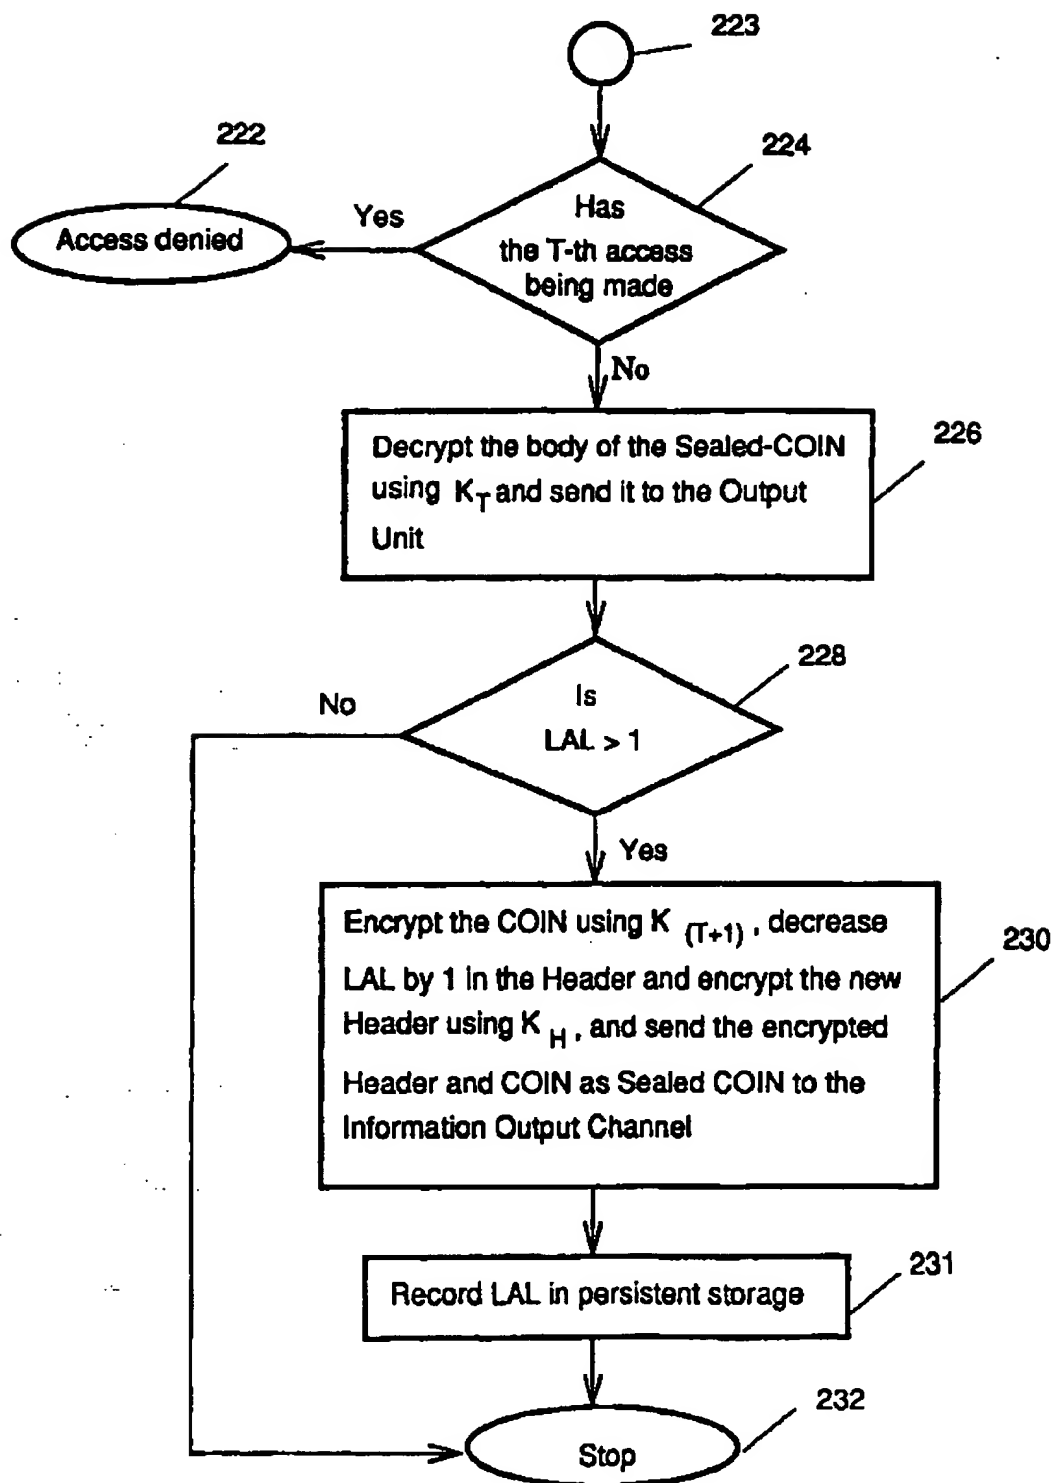 223
222
224
Access denied
Yes
Has
the T-th access
being made
No
Decrypt the body of the Sealed-COIN
using K_T and send it to the Output
Unit
226
228
No
Is
LAL > 1
Yes
Encrypt the COIN using K (T+1) , decrease
LAL by 1 in the Header and encrypt the new
Header using K_H, and send the encrypted
Header and COIN as Sealed COIN to the
Information Output Channel
230
231
Record LAL in persistent storage
232
Stop